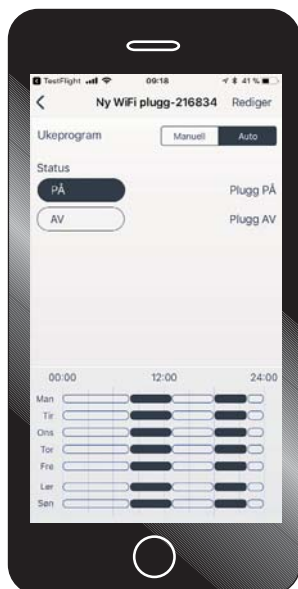 TestFlight 09:18 41 %
Ny WiFi plugg-216834 Rediger
Ukeprogram Manuell Auto
Status
PÅ Plugg PÅ
AV Plugg AV
00:00 12:00 24:00
Man
Tir
Ons
Tor
Fre
Lør
Søn